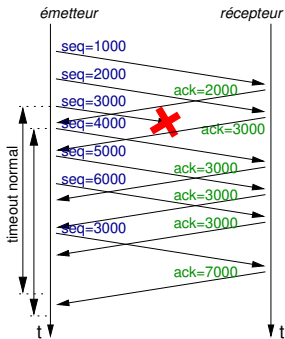 émetteur
récepteur
seq=1000
seq=2000
ack=2000
seq=3000
seq=4000
ack=3000
seq=5000
ack=3000
seq=6000
ack=3000
ack=3000
seq=3000
ack=7000
timeout normal
t
t